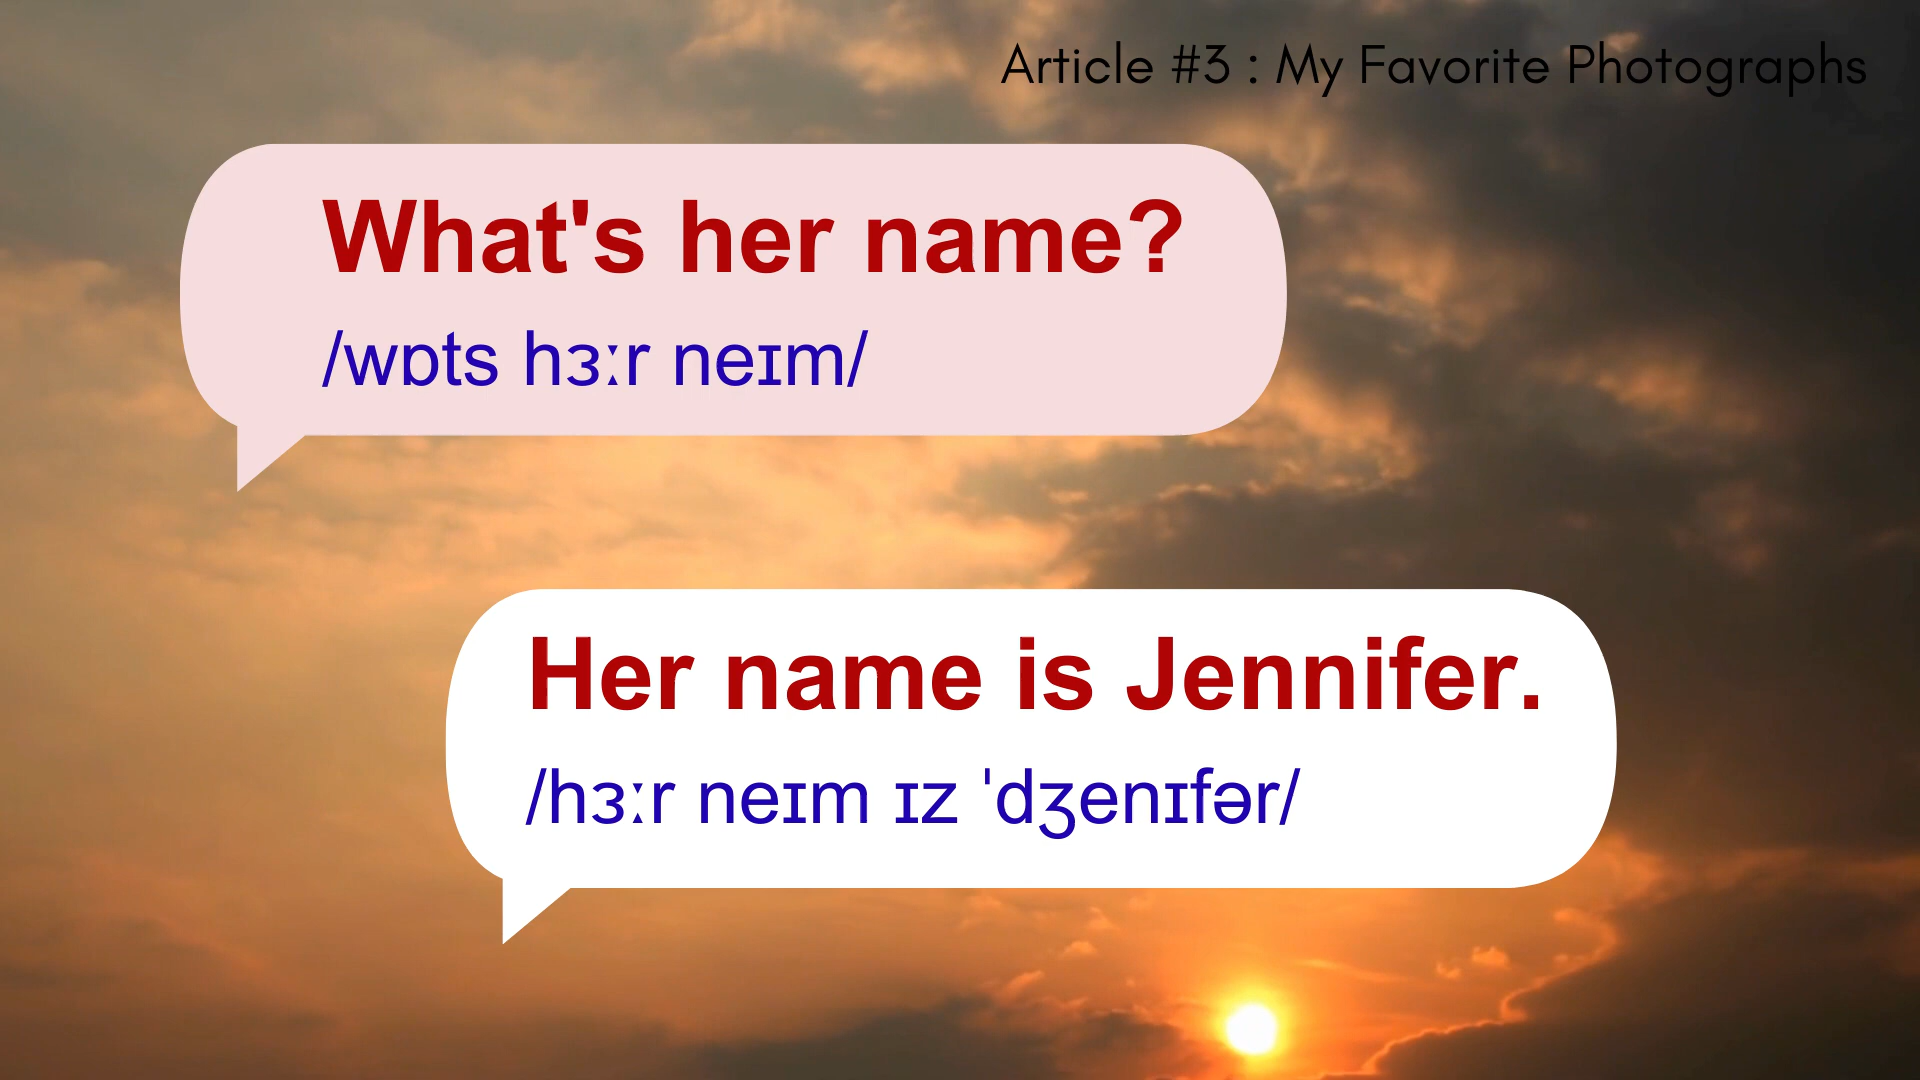 Article #3 : My Favorite Photographs
What's her name?
/wɒts hɜːr neɪm/
Her name is Jennifer.
/hɜːr neɪm ɪz ˈdʒenɪfər/